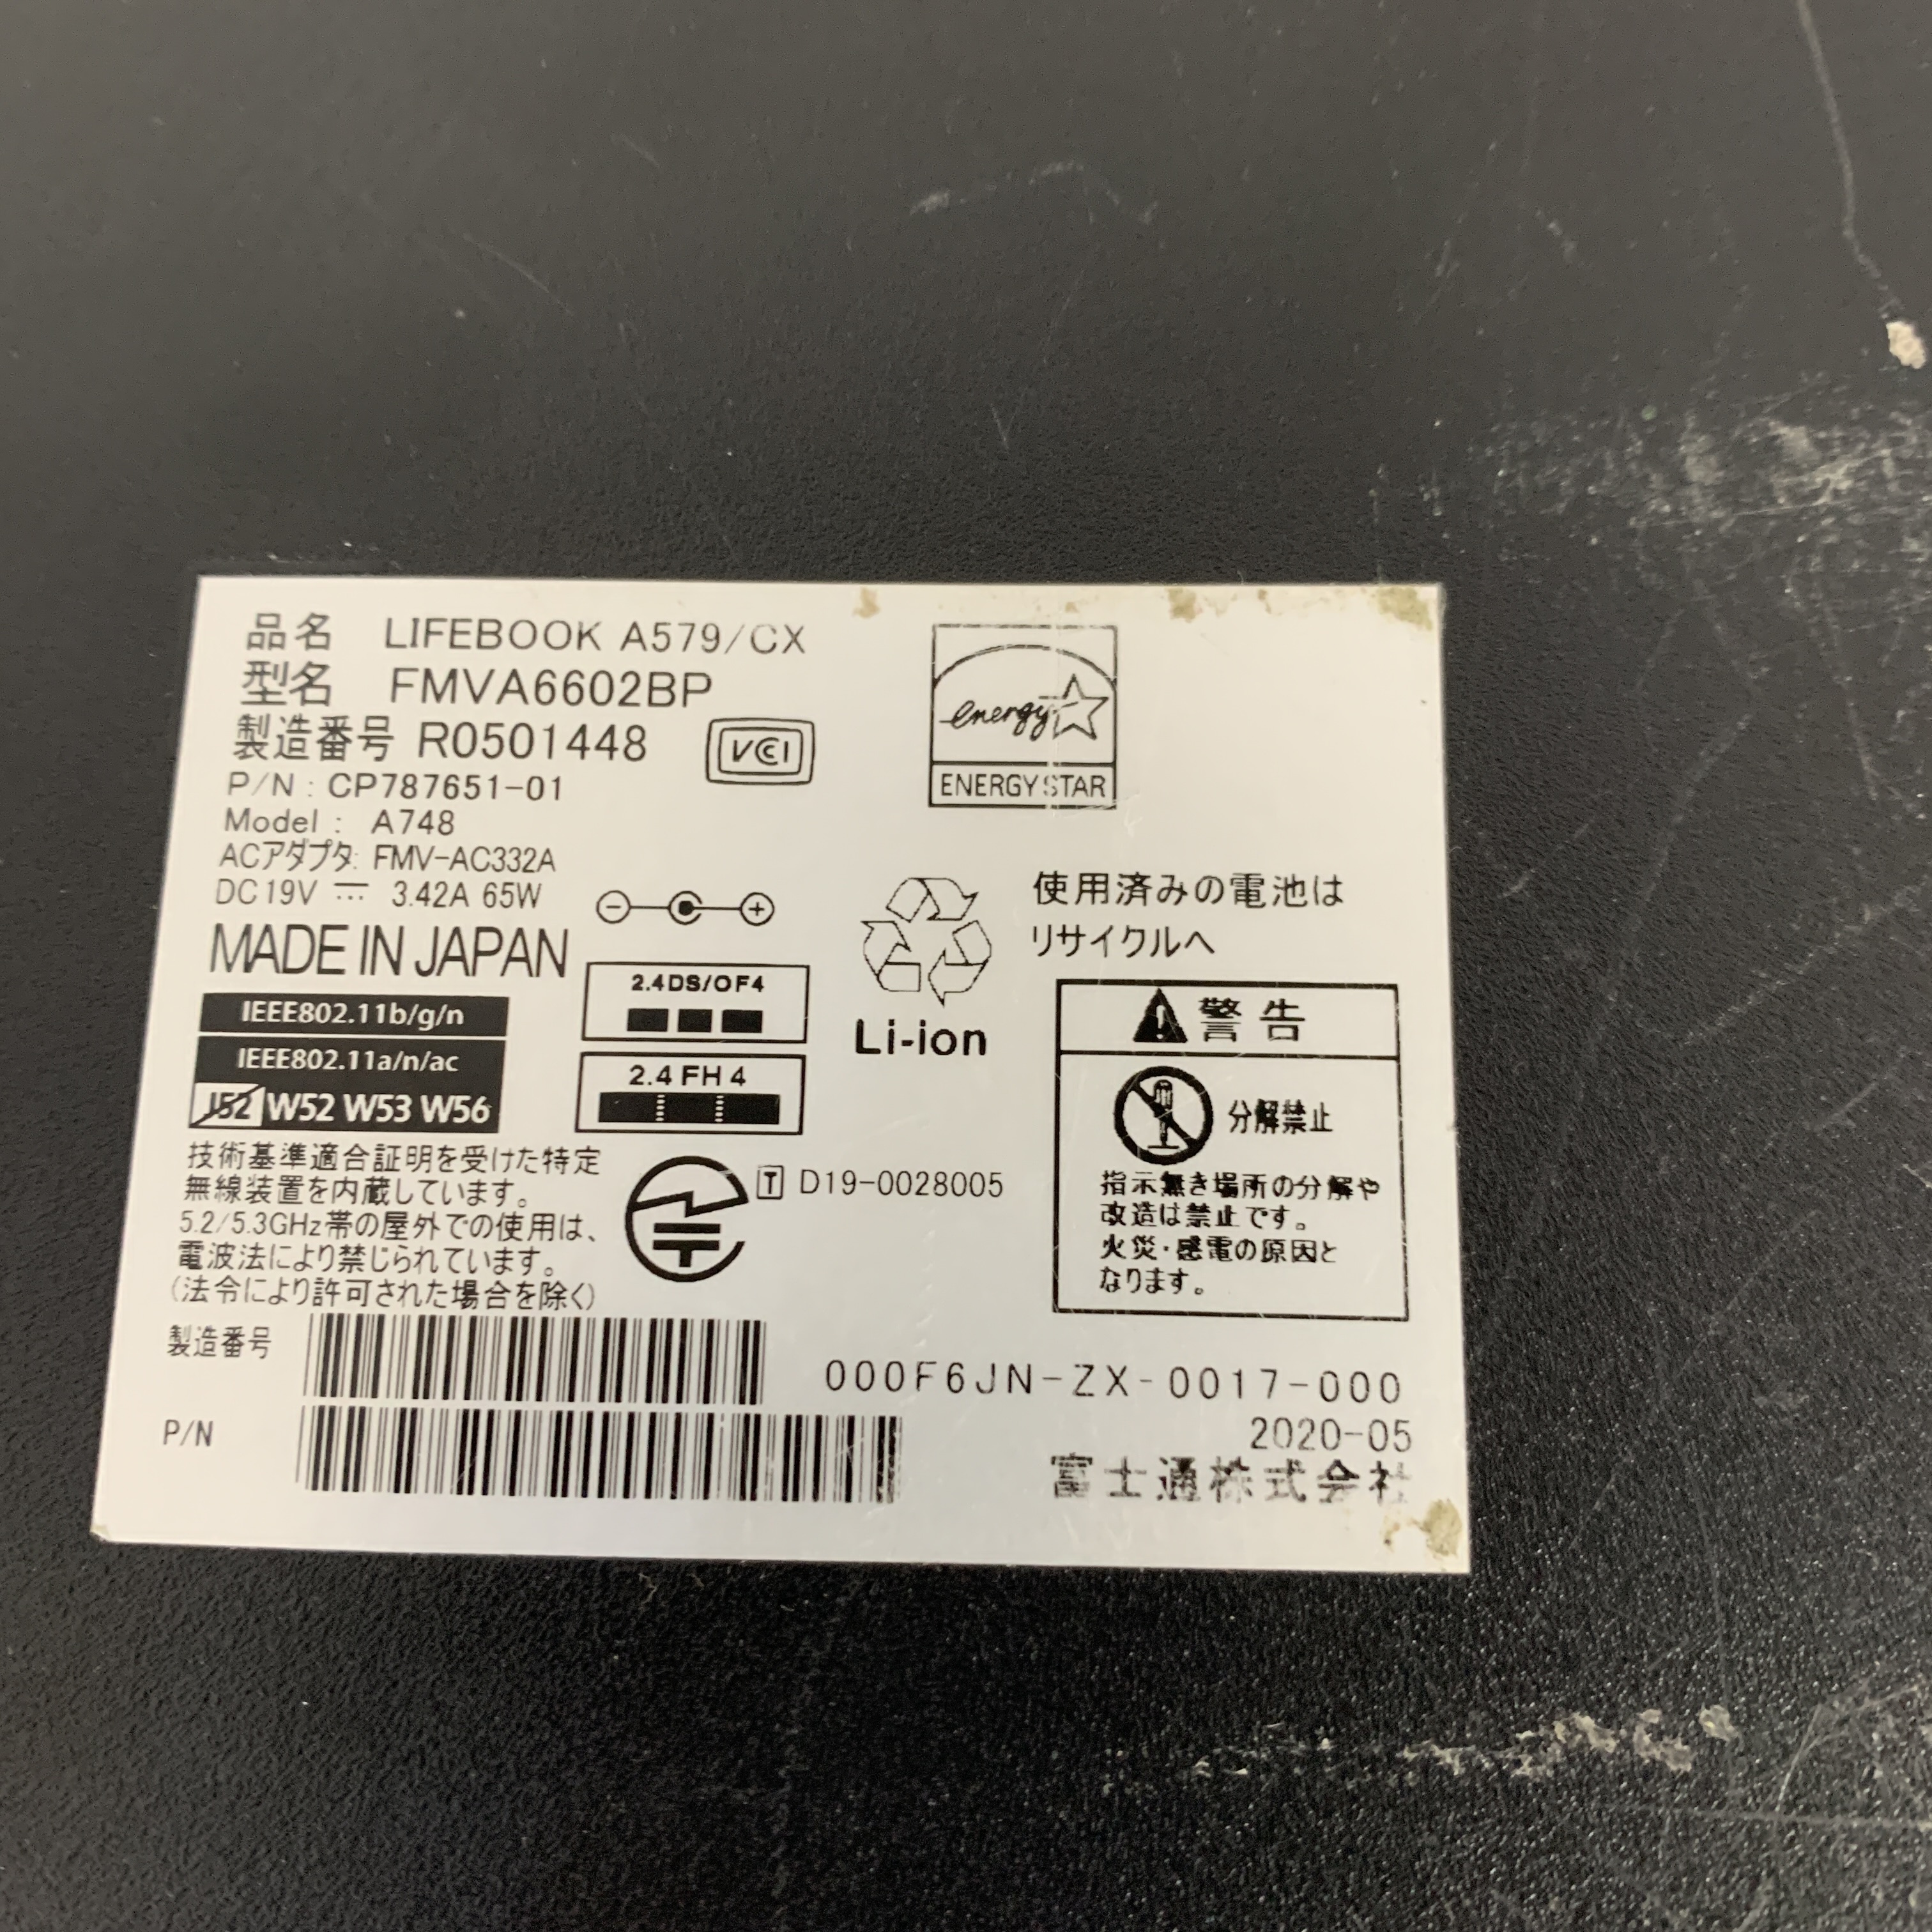 品名 LIFEBOOK A579/CX
型名 FMVA6602BP
製造番号 R0501448
VCCI
P/N : CP787651-01
Model : A748
ACアダプタ: FMV-AC332A
DC19V ⎓ 3.42A 65W
MADE IN JAPAN
energy
ENERGY STAR
使用済みの電池は
リサイクルへ
Li-ion
IEEE802.11b/g/n
IEEE802.11a/n/ac
J52 W52 W53 W56
2.4DS/OF4
2.4FH4
警告
分解禁止
指示無き場所の分解や
改造は禁止です。
火災・感電の原因と
なります。
技術基準適合証明を受けた特定
無線装置を内蔵しています。
5.2/5.3GHz帯の屋外での使用は、
電波法により禁じられています。
(法令により許可された場合を除く)
T D19-0028005
製造番号
P/N
000F6JN-ZX-0017-000
2020-05
富士通株式会社